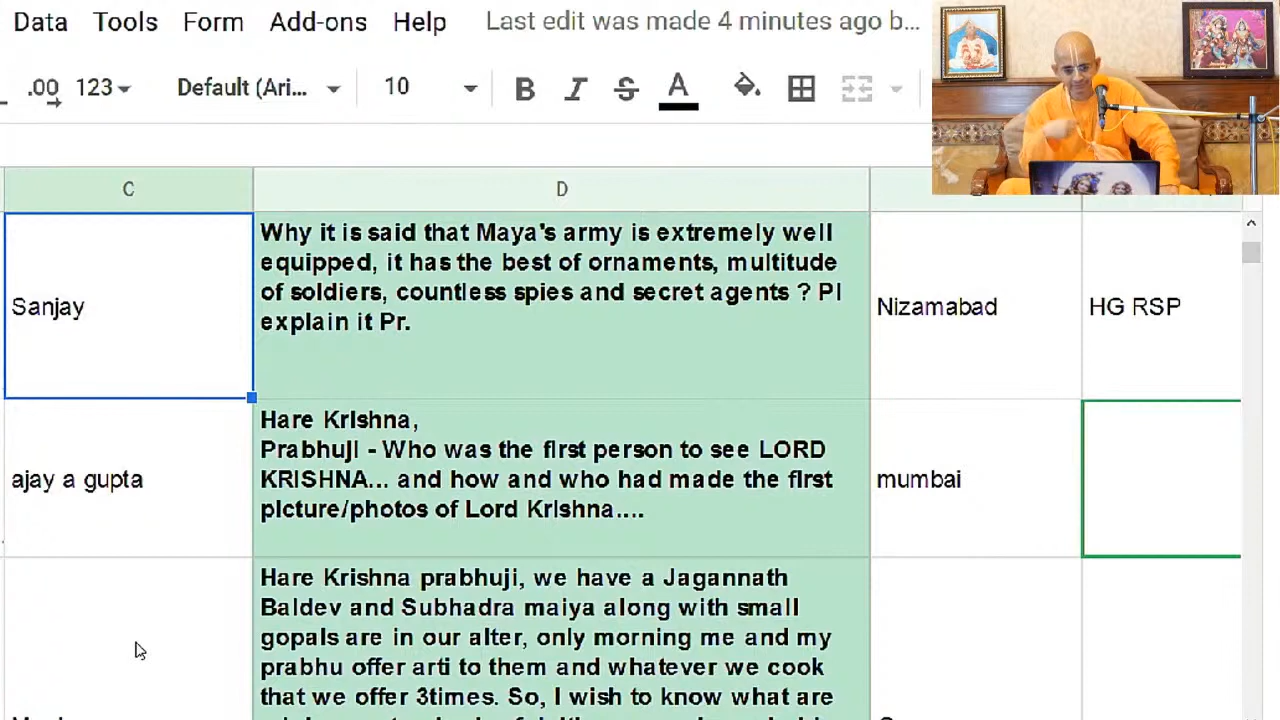 Data Tools Form Add-ons Help Last edit was made 4 minutes ago b...
.00 123 Default (Ari... 10 B I S A
C D
Sanjay
Why it is said that Maya's army is extremely well
equipped, it has the best of ornaments, multitude
of soldiers, countless spies and secret agents ? Pl
explain it Pr.
Nizamabad
HG RSP
ajay a gupta
Hare Krishna,
Prabhuji - Who was the first person to see LORD
KRISHNA... and how and who had made the first
picture/photos of Lord Krishna....
mumbai
Hare Krishna prabhuji, we have a Jagannath
Baldev and Subhadra maiya along with small
gopals are in our alter, only morning me and my
prabhu offer arti to them and whatever we cook
that we offer 3times. So, I wish to know what are